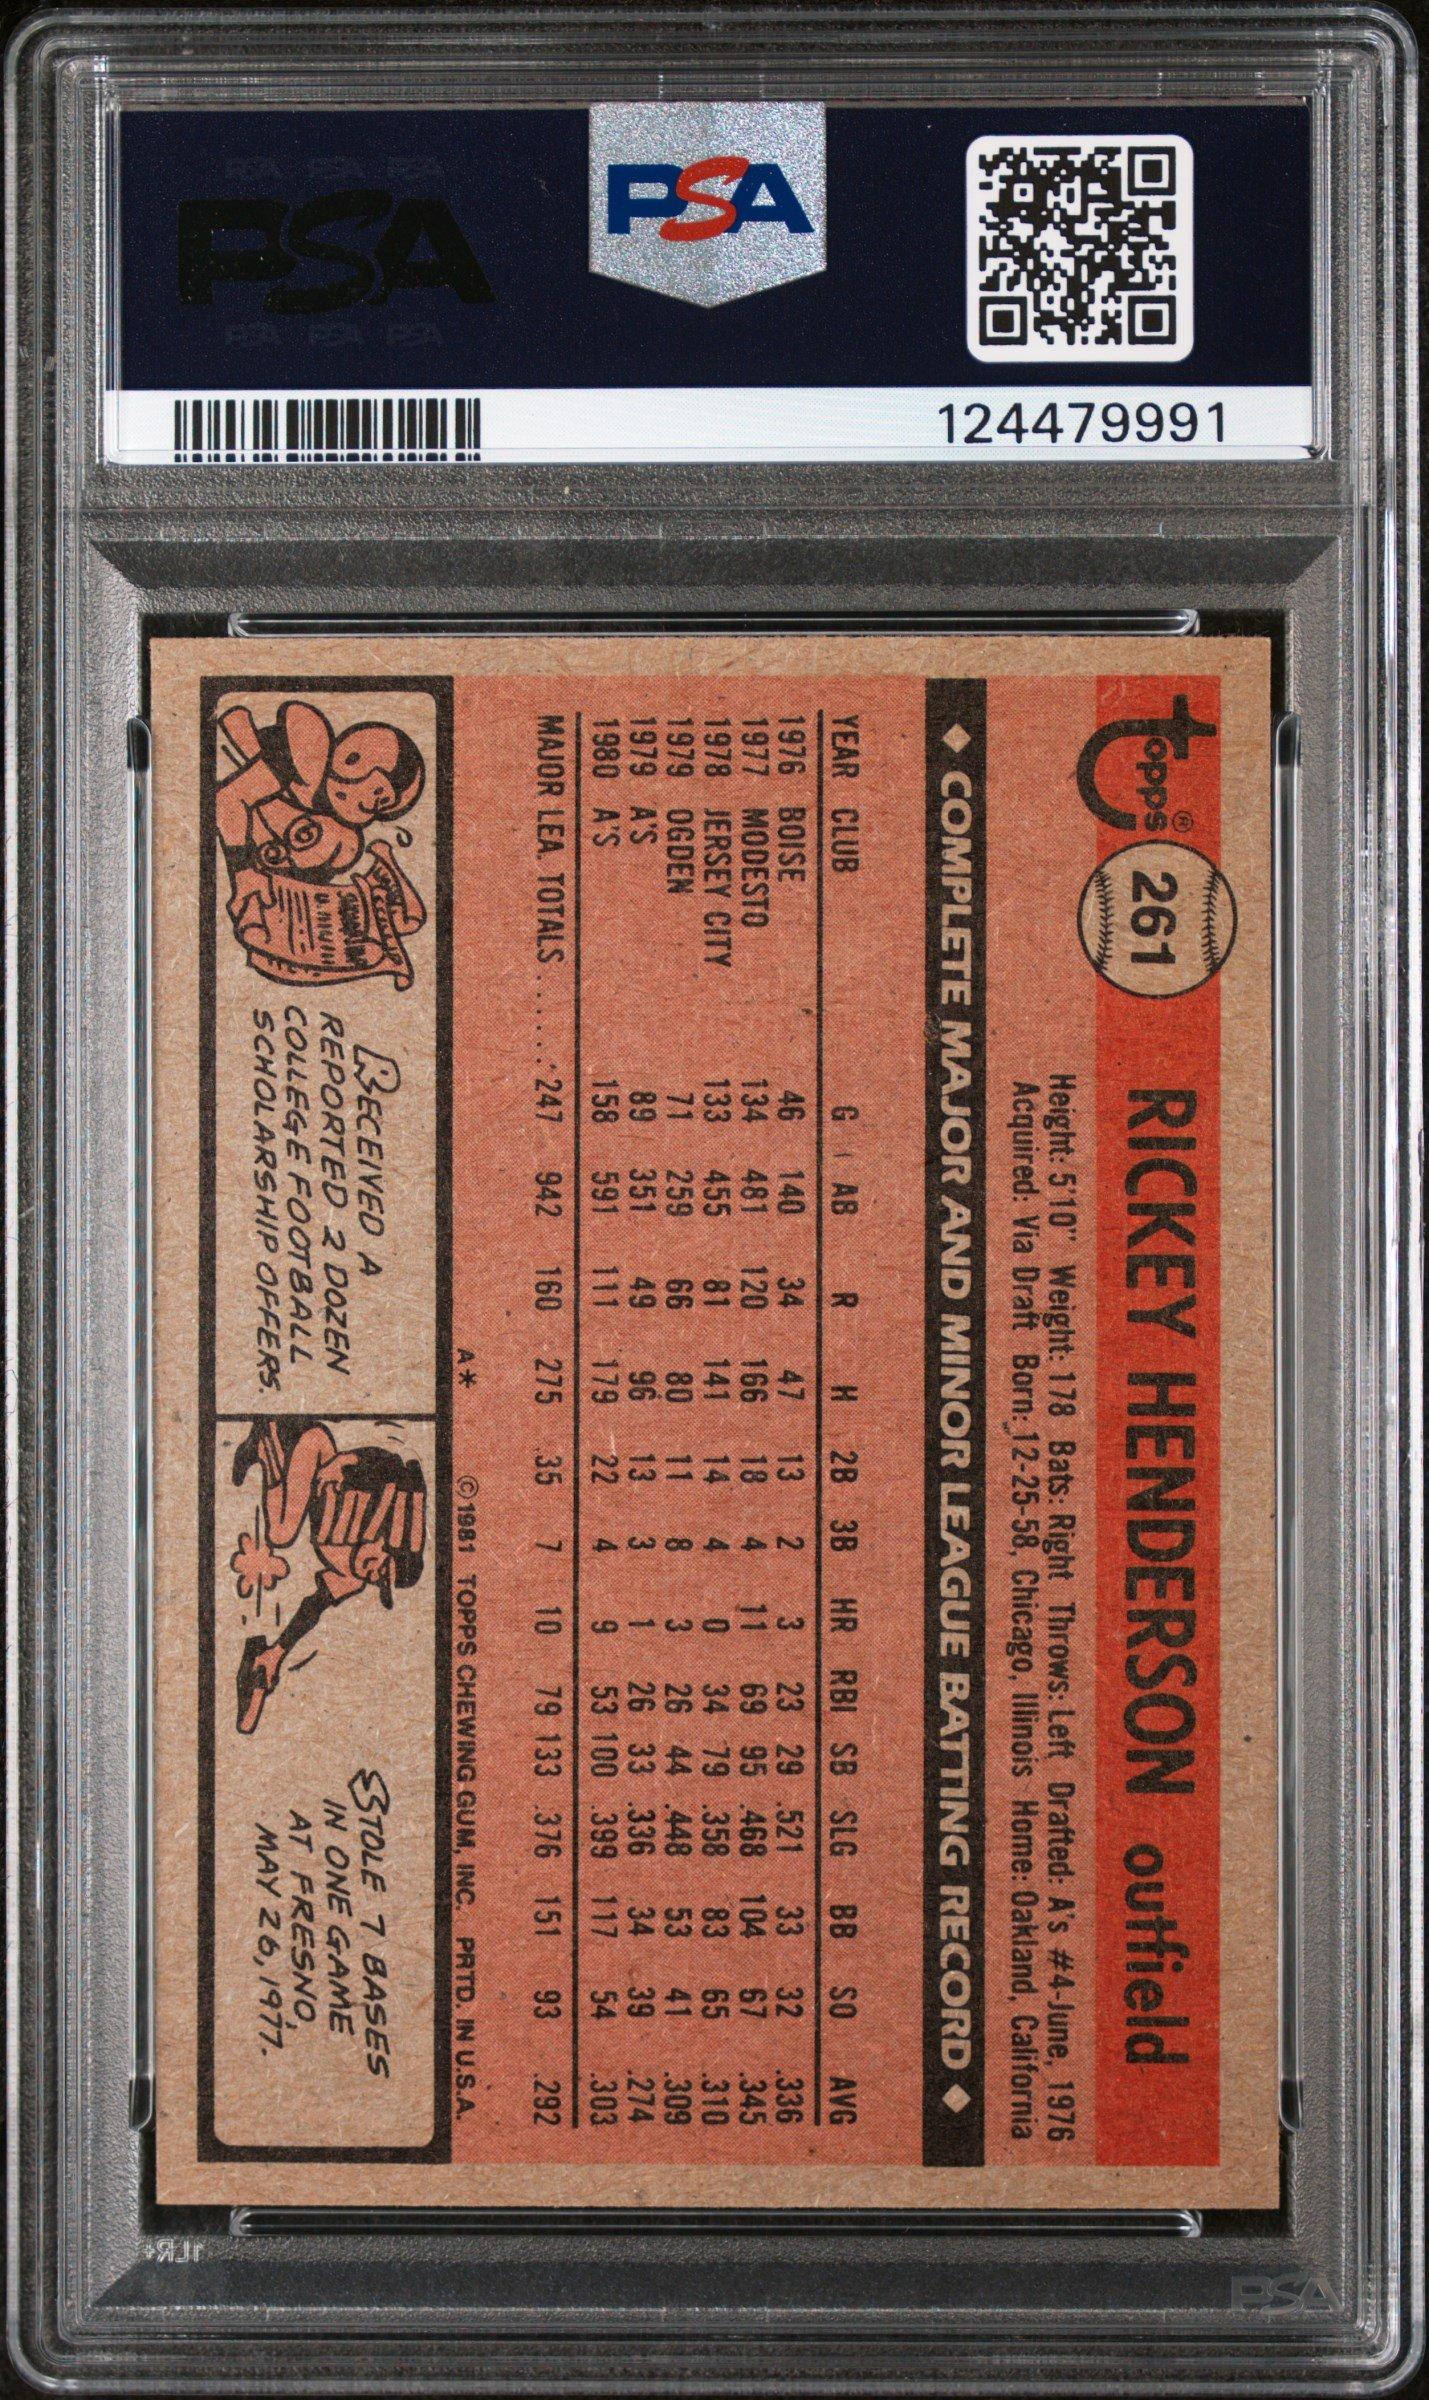 PSA PSA PSA
PSA
PSA PSA PSA
PSA
124479991
topps®
261
RICKEY HENDERSON outfield
Height: 5'10" Weight: 178 Bats: Right Throws: Left Drafted: A's #4-June, 1976
Acquired: Via Draft Born: 12-25-58, Chicago, Illinois Home: Oakland, California
COMPLETE MAJOR AND MINOR LEAGUE BATTING RECORD
YEAR CLUB G AB R H 2B 3B HR RBI SB SLG BB SO AVG
1976 BOISE 46 140 34 47 13 2 3 23 29 .521 33 32 .336
1977 MODESTO 134 481 120 166 18 4 11 69 95 .468 104 67 .345
1978 JERSEY CITY 133 455 81 141 14 4 0 34 79 .358 83 65 .310
1979 OGDEN 71 259 66 80 11 8 3 26 44 .448 53 41 .309
1979 A'S 89 351 49 96 13 3 1 26 33 .336 34 39 .274
1980 A'S 158 591 111 179 22 4 9 53 100 .399 117 54 .303
MAJOR LEA. TOTALS ...... 247 942 160 275 35 7 10 79 133 .376 151 93 .292
A* ©1981 TOPPS CHEWING GUM, INC. PRTD. IN U.S.A.
RECEIVED A
REPORTED 2 DOZEN
COLLEGE FOOTBALL
SCHOLARSHIP OFFERS.
STOLE 7 BASES
IN ONE GAME
AT FRESNO,
MAY 26, 1977.
1LR+
PSA